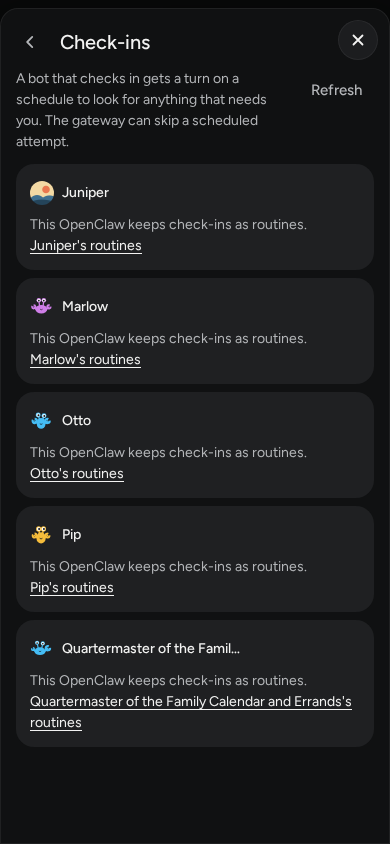 Check-ins
A bot that checks in gets a turn on a
schedule to look for anything that needs
you. The gateway can skip a scheduled
attempt.
Refresh
Juniper
This OpenClaw keeps check-ins as routines.
Juniper's routines
Marlow
This OpenClaw keeps check-ins as routines.
Marlow's routines
Otto
This OpenClaw keeps check-ins as routines.
Otto's routines
Pip
This OpenClaw keeps check-ins as routines.
Pip's routines
Quartermaster of the Famil...
This OpenClaw keeps check-ins as routines.
Quartermaster of the Family Calendar and Errands's
routines